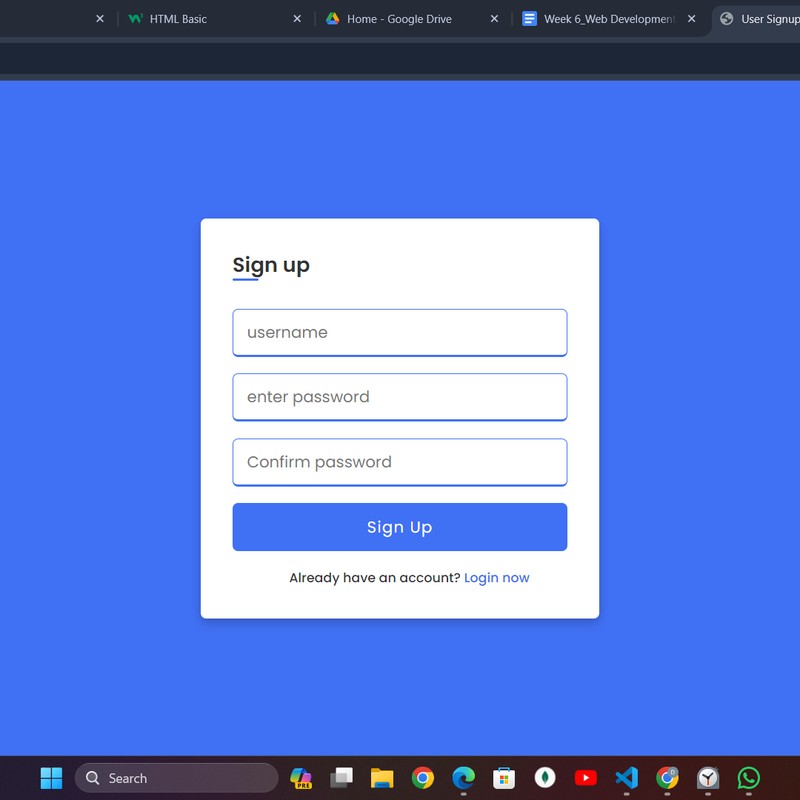 HTML Basic
Home - Google Drive
Week 6_Web Development
User Signup
Sign up
username
enter password
Confirm password
Sign Up
Already have an account? Login now
Search
PRE